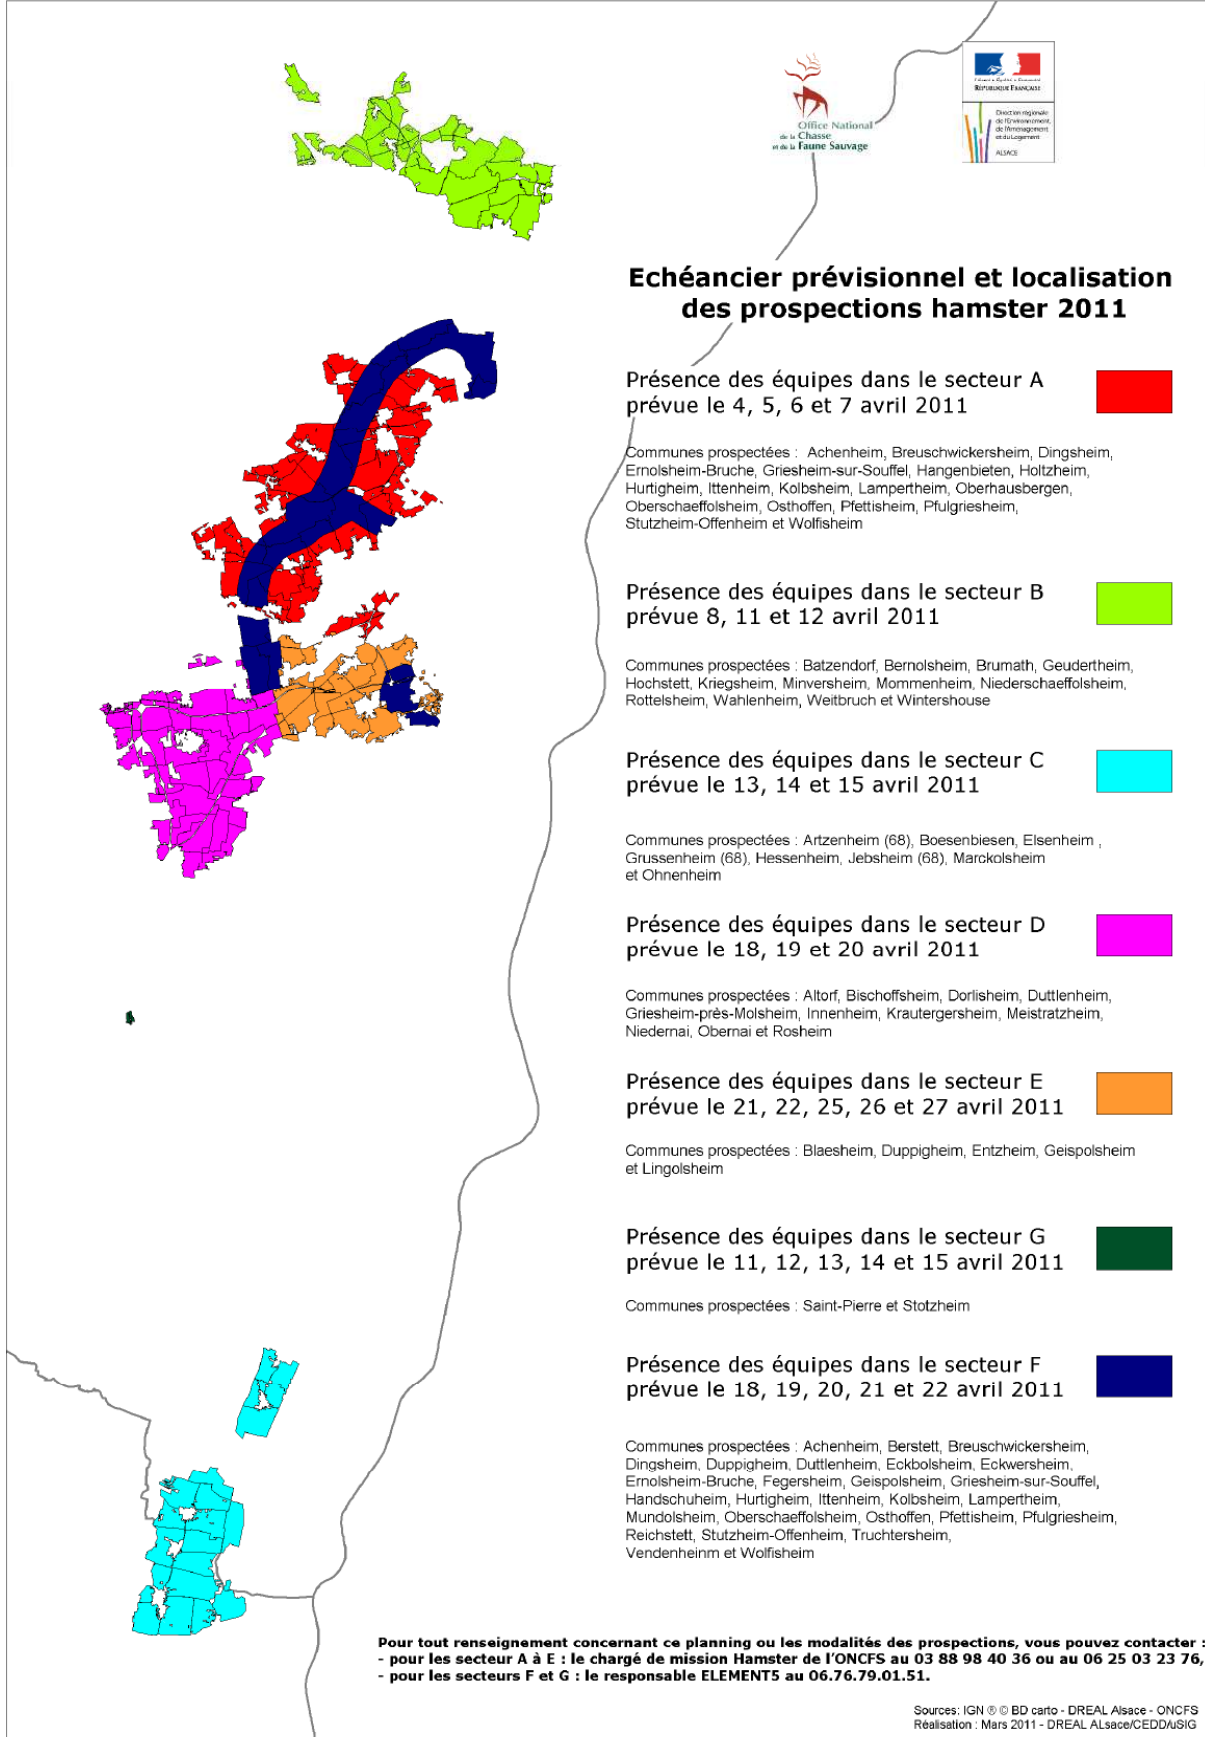 Office National
de la Chasse
et de la Faune Sauvage
RÉPUBLIQUE FRANÇAISE
Direction régionale
de l'Environnement,
de l'Aménagement
et du Logement
ALSACE
Echéancier prévisionnel et localisation
des prospections hamster 2011
Présence des équipes dans le secteur A
prévue le 4, 5, 6 et 7 avril 2011
Communes prospectées : Achenheim, Breuschwickersheim, Dingsheim,
Ernolsheim-Bruche, Griesheim-sur-Souffel, Hangenbieten, Holtzheim,
Hurtigheim, Ittenheim, Kolbsheim, Lampertheim, Oberhausbergen,
Oberschaeffolsheim, Osthoffen, Pfettisheim, Pfulgriesheim,
Stutzheim-Offenheim et Wolfisheim
Présence des équipes dans le secteur B
prévue 8, 11 et 12 avril 2011
Communes prospectées : Batzendorf, Bernolsheim, Brumath, Geudertheim,
Hochstett, Kriegsheim, Minversheim, Mommenheim, Niederschaeffolsheim,
Rottelsheim, Wahlenheim, Weitbruch et Wintershouse
Présence des équipes dans le secteur C
prévue le 13, 14 et 15 avril 2011
Communes prospectées : Artzenheim (68), Boesenbiesen, Elsenheim ,
Grussenheim (68), Hessenheim, Jebsheim (68), Marckolsheim
et Ohnenheim
Présence des équipes dans le secteur D
prévue le 18, 19 et 20 avril 2011
Communes prospectées : Altorf, Bischoffsheim, Dorlisheim, Duttlenheim,
Griesheim-près-Molsheim, Innenheim, Krautergersheim, Meistratzheim,
Niedernai, Obernai et Rosheim
Présence des équipes dans le secteur E
prévue le 21, 22, 25, 26 et 27 avril 2011
Communes prospectées : Blaesheim, Duppigheim, Entzheim, Geispolsheim
et Lingolsheim
Présence des équipes dans le secteur G
prévue le 11, 12, 13, 14 et 15 avril 2011
Communes prospectées : Saint-Pierre et Stotzheim
Présence des équipes dans le secteur F
prévue le 18, 19, 20, 21 et 22 avril 2011
Communes prospectées : Achenheim, Berstett, Breuschwickersheim,
Dingsheim, Duppigheim, Duttlenheim, Eckbolsheim, Eckwersheim,
Ernolsheim-Bruche, Fegersheim, Geispolsheim, Griesheim-sur-Souffel,
Handschuheim, Hurtigheim, Ittenheim, Kolbsheim, Lampertheim,
Mundolsheim, Oberschaeffolsheim, Osthoffen, Pfettisheim, Pfulgriesheim,
Reichstett, Stutzheim-Offenheim, Truchtersheim,
Vendenheinm et Wolfisheim
Pour tout renseignement concernant ce planning ou les modalités des prospections, vous pouvez contacter :
- pour les secteur A à E : le chargé de mission Hamster de l'ONCFS au 03 88 98 40 36 ou au 06 25 03 23 76,
- pour les secteurs F et G : le responsable ELEMENT5 au 06.76.79.01.51.
Sources: IGN ® © BD carto - DREAL Alsace - ONCFS
Réalisation : Mars 2011 - DREAL ALsace/CEDD/uSIG